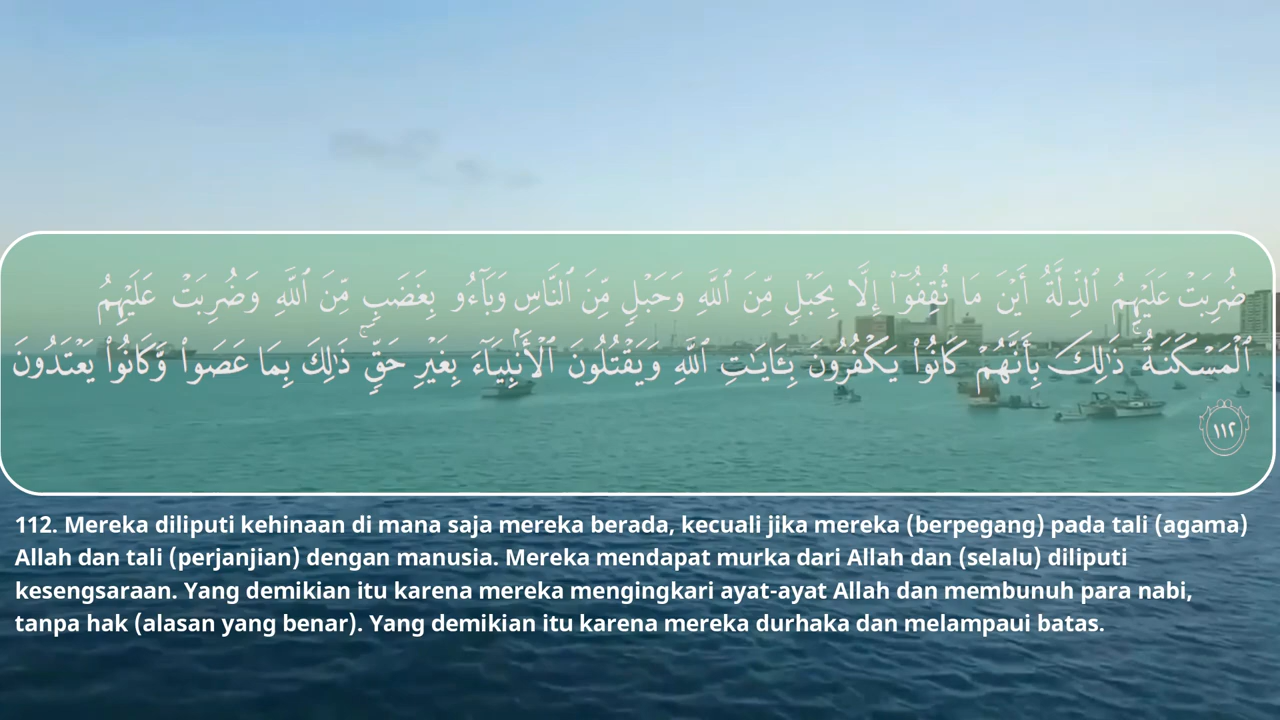 ضُرِبَتْ عَلَيْهِمُ ٱلذِّلَّةُ أَيْنَ مَا ثُقِفُوٓا۟ إِلَّا بِحَبْلٍ مِّنَ ٱللَّهِ وَحَبْلٍ مِّنَ ٱلنَّاسِ وَبَآءُو بِغَضَبٍ مِّنَ ٱللَّهِ وَضُرِبَتْ عَلَيْهِمُ
ٱلْمَسْكَنَةُ ۚ ذَٰلِكَ بِأَنَّهُمْ كَانُوا۟ يَكْفُرُونَ بِـَٔايَـٰتِ ٱللَّهِ وَيَقْتُلُونَ ٱلْأَنۢبِيَآءَ بِغَيْرِ حَقٍّ ۚ ذَٰلِكَ بِمَا عَصَوا۟ وَّكَانُوا۟ يَعْتَدُونَ
١١٢
112. Mereka diliputi kehinaan di mana saja mereka berada, kecuali jika mereka (berpegang) pada tali (agama)
Allah dan tali (perjanjian) dengan manusia. Mereka mendapat murka dari Allah dan (selalu) diliputi
kesengsaraan. Yang demikian itu karena mereka mengingkari ayat-ayat Allah dan membunuh para nabi,
tanpa hak (alasan yang benar). Yang demikian itu karena mereka durhaka dan melampaui batas.